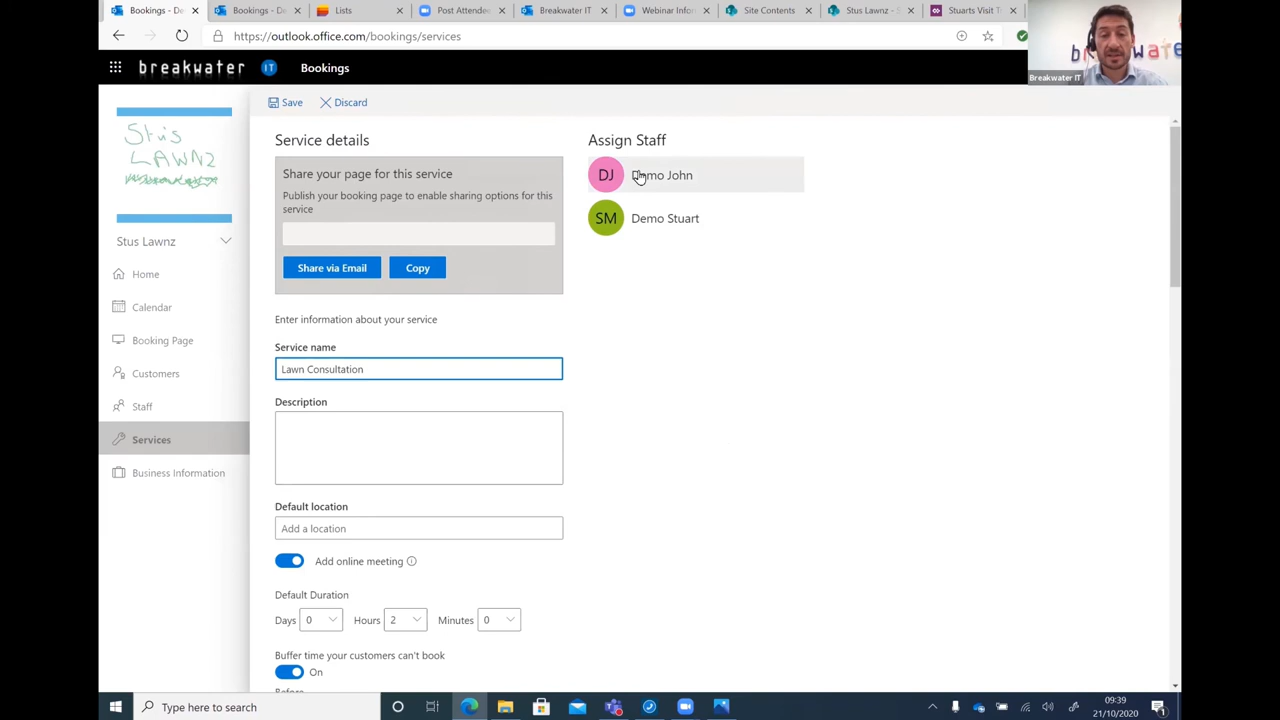 Bookings - De
Bookings - De
Lists
Post Attended
Breakwater IT
Webinar Infor
Site Contents
Stus Lawnz - S
Stuarts Visit T
https://outlook.office.com/bookings/services
breakwater IT Bookings
Breakwater IT
Save Discard
Stu's
LAWNZ
Stus Lawnz
Home
Calendar
Booking Page
Customers
Staff
Services
Business Information
Service details
Share your page for this service
Publish your booking page to enable sharing options for this
service
Share via Email Copy
Enter information about your service
Service name
Lawn Consultation
Description
Default location
Add a location
Add online meeting
Default Duration
Days 0 Hours 2 Minutes 0
Buffer time your customers can't book
On
Before
Assign Staff
DJ Demo John
SM Demo Stuart
Type here to search
09:39
21/10/2020